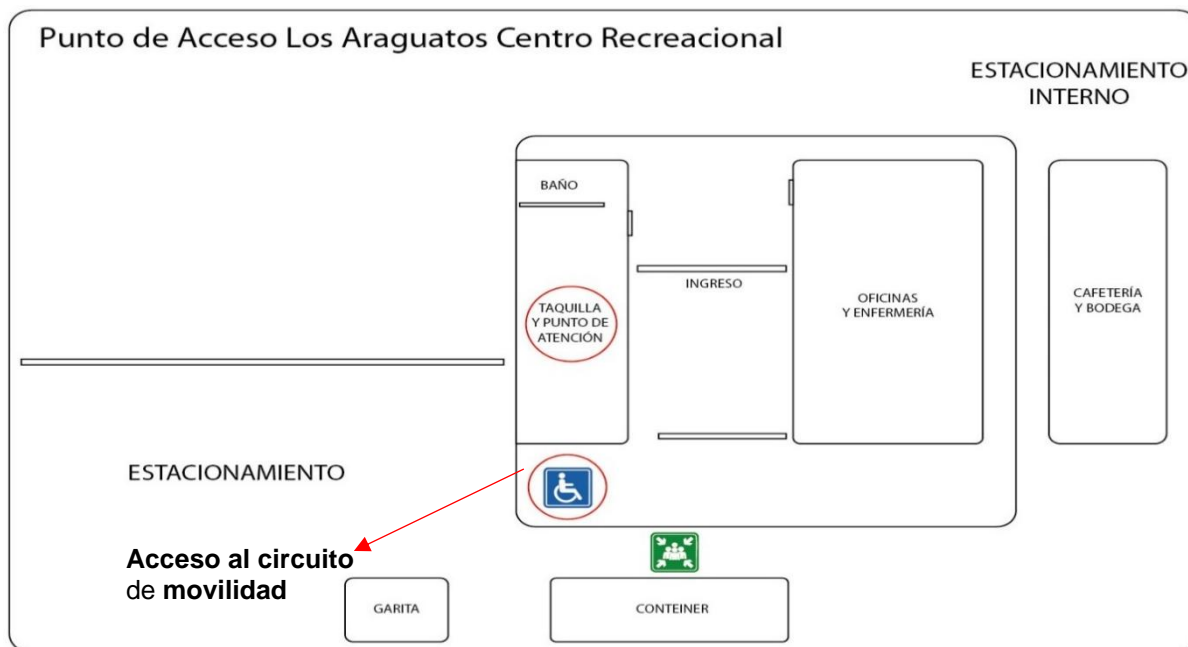 Punto de Acceso Los Araguatos Centro Recreacional
ESTACIONAMIENTO
INTERNO
BAÑO
INGRESO
TAQUILLA
Y PUNTO DE
ATENCIÓN
OFICINAS
Y ENFERMERÍA
CAFETERÍA
Y BODEGA
ESTACIONAMIENTO
Acceso al circuito
de movilidad
GARITA
CONTEINER